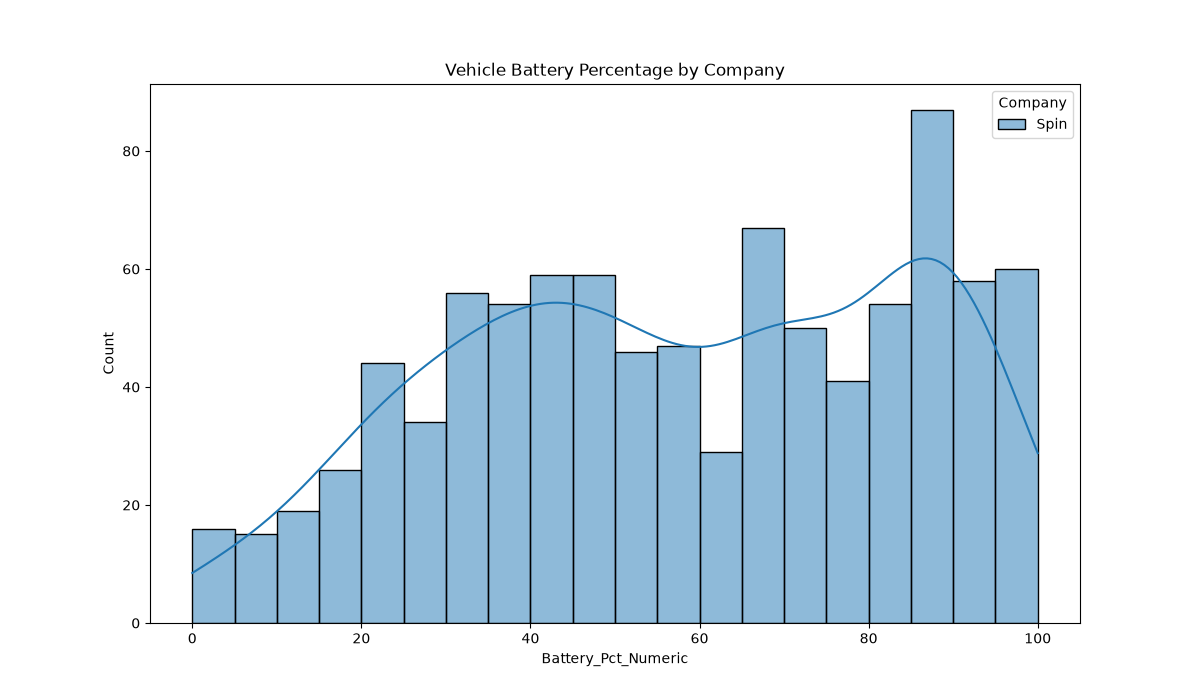 Vehicle Battery Percentage by Company
Company
Spin
80
60
40
20
0
Count
0 20 40 60 80 100
Battery_Pct_Numeric